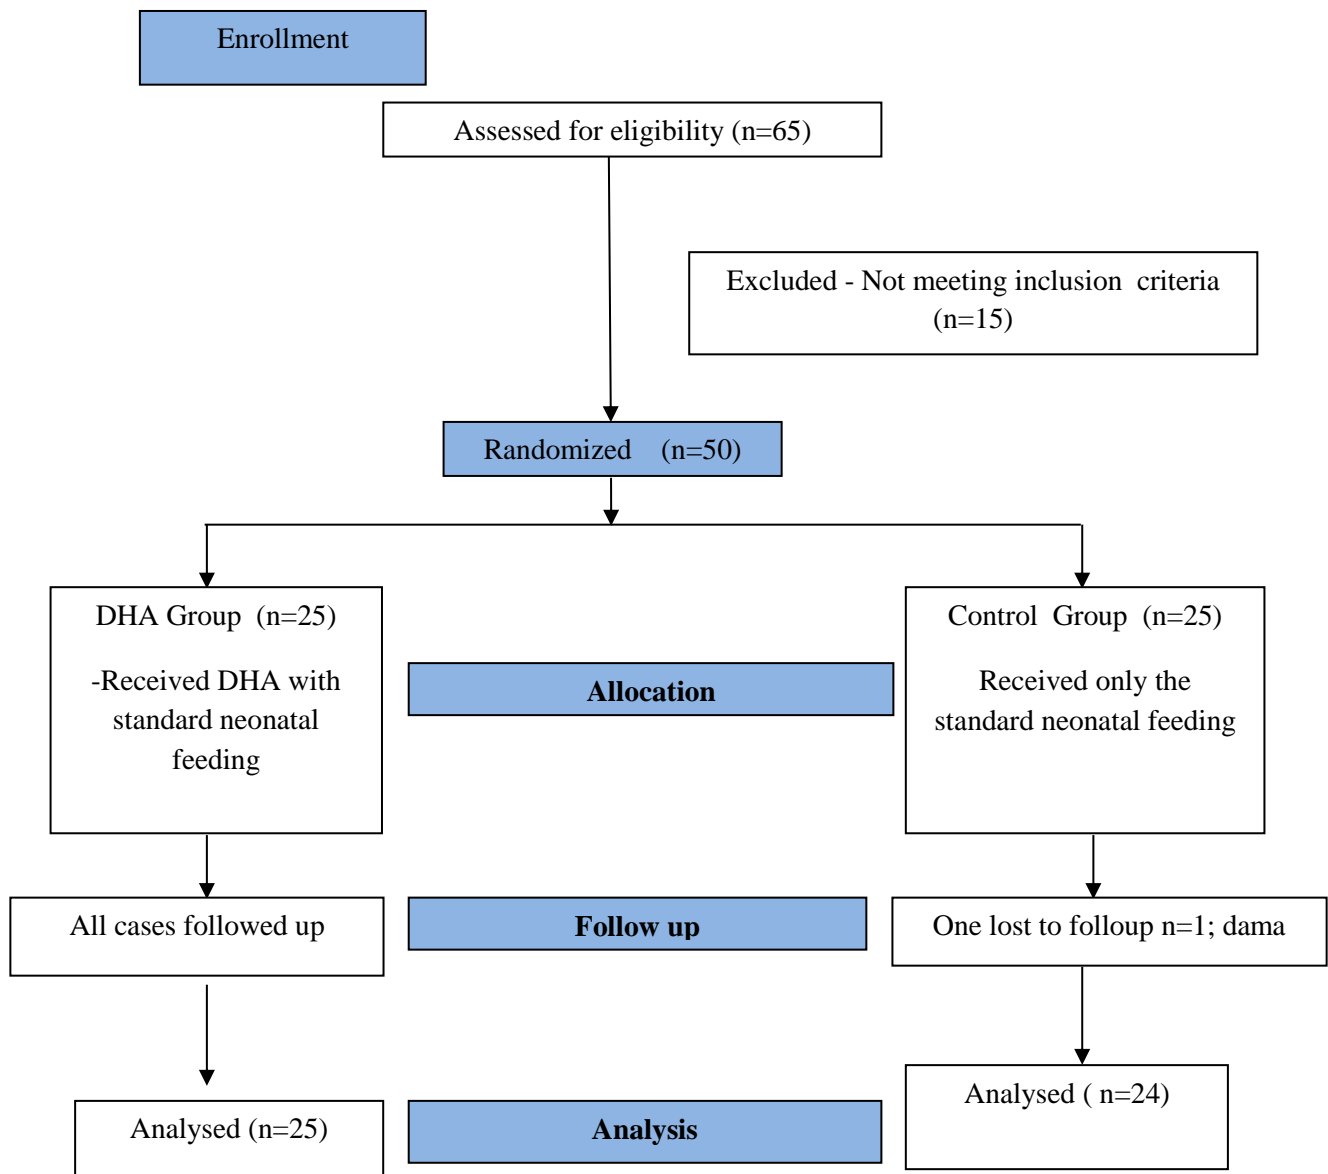 Enrollment
Assessed for eligibility (n=65)
Excluded - Not meeting inclusion criteria
(n=15)
Randomized (n=50)
DHA Group (n=25)
-Received DHA with
standard neonatal
feeding
Allocation
Control Group (n=25)
Received only the
standard neonatal feeding
All cases followed up
Follow up
One lost to folloup n=1; dama
Analysed (n=25)
Analysis
Analysed ( n=24)